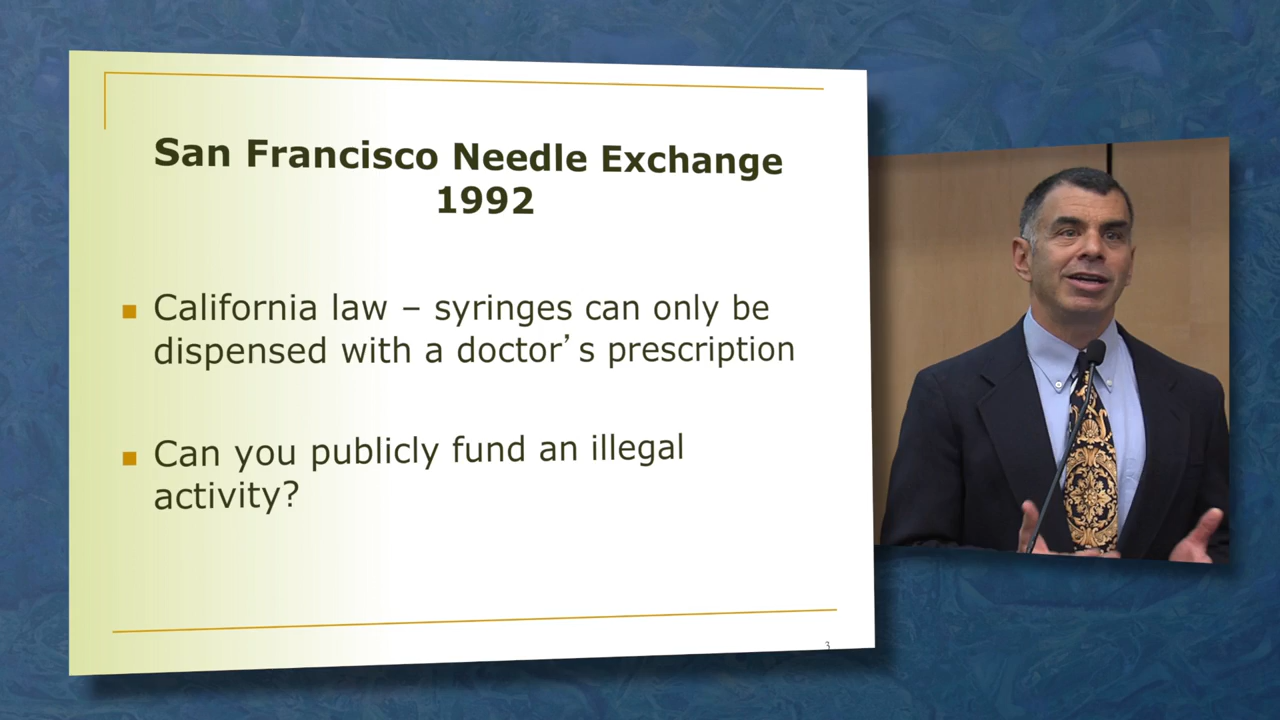 San Francisco Needle Exchange
1992
California law – syringes can only be
dispensed with a doctor’s prescription
Can you publicly fund an illegal
activity?
3